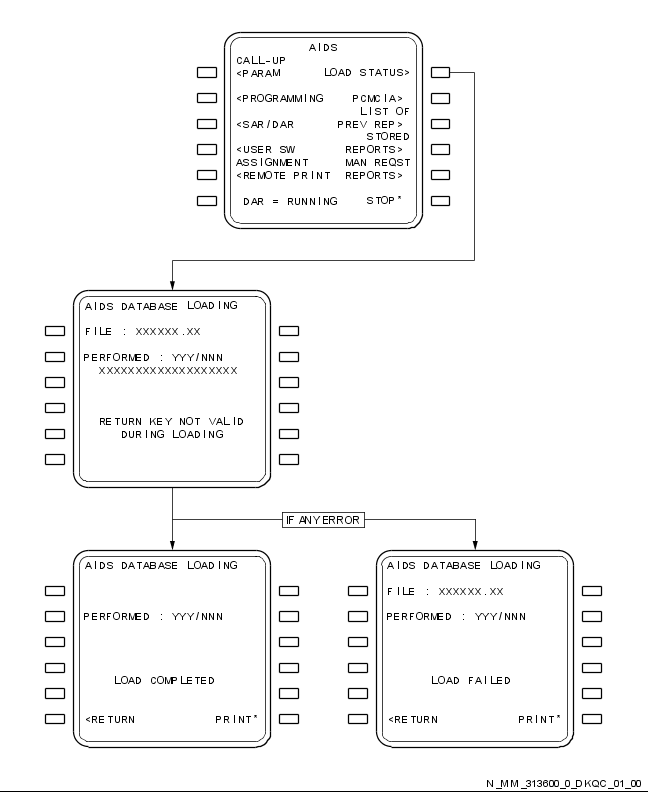 AIDS
CALL-UP
<PARAM LOAD STATUS>
<PROGRAMMING PCMCIA>
LIST OF
<SAR/DAR PREV REP>
STORED
<USER SW REPORTS>
ASSIGNMENT MAN REQST
<REMOTE PRINT REPORTS>
DAR = RUNNING STOP*
AIDS DATABASE LOADING
FILE : XXXXXX.XX
PERFORMED : YYY/NNN
XXXXXXXXXXXXXXXXXXX
RETURN KEY NOT VALID
DURING LOADING
IF ANY ERROR
AIDS DATABASE LOADING
PERFORMED : YYY/NNN
LOAD COMPLETED
<RETURN PRINT*
AIDS DATABASE LOADING
FILE : XXXXXX.XX
PERFORMED : YYY/NNN
LOAD FAILED
<RETURN PRINT*
N_MM_313600_0_DKQC_01_00